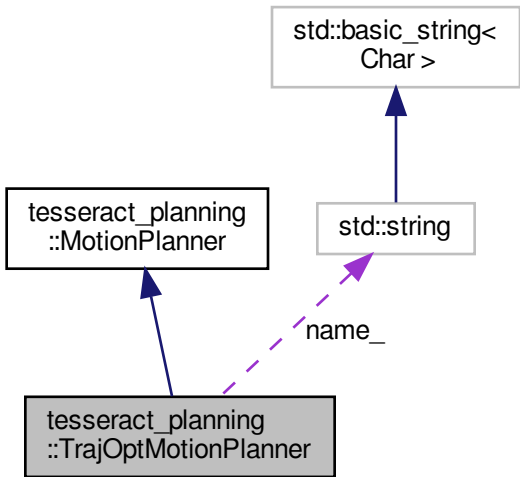 std::basic_string<
Char >
tesseract_planning
::MotionPlanner
std::string
name_
tesseract_planning
::TrajOptMotionPlanner